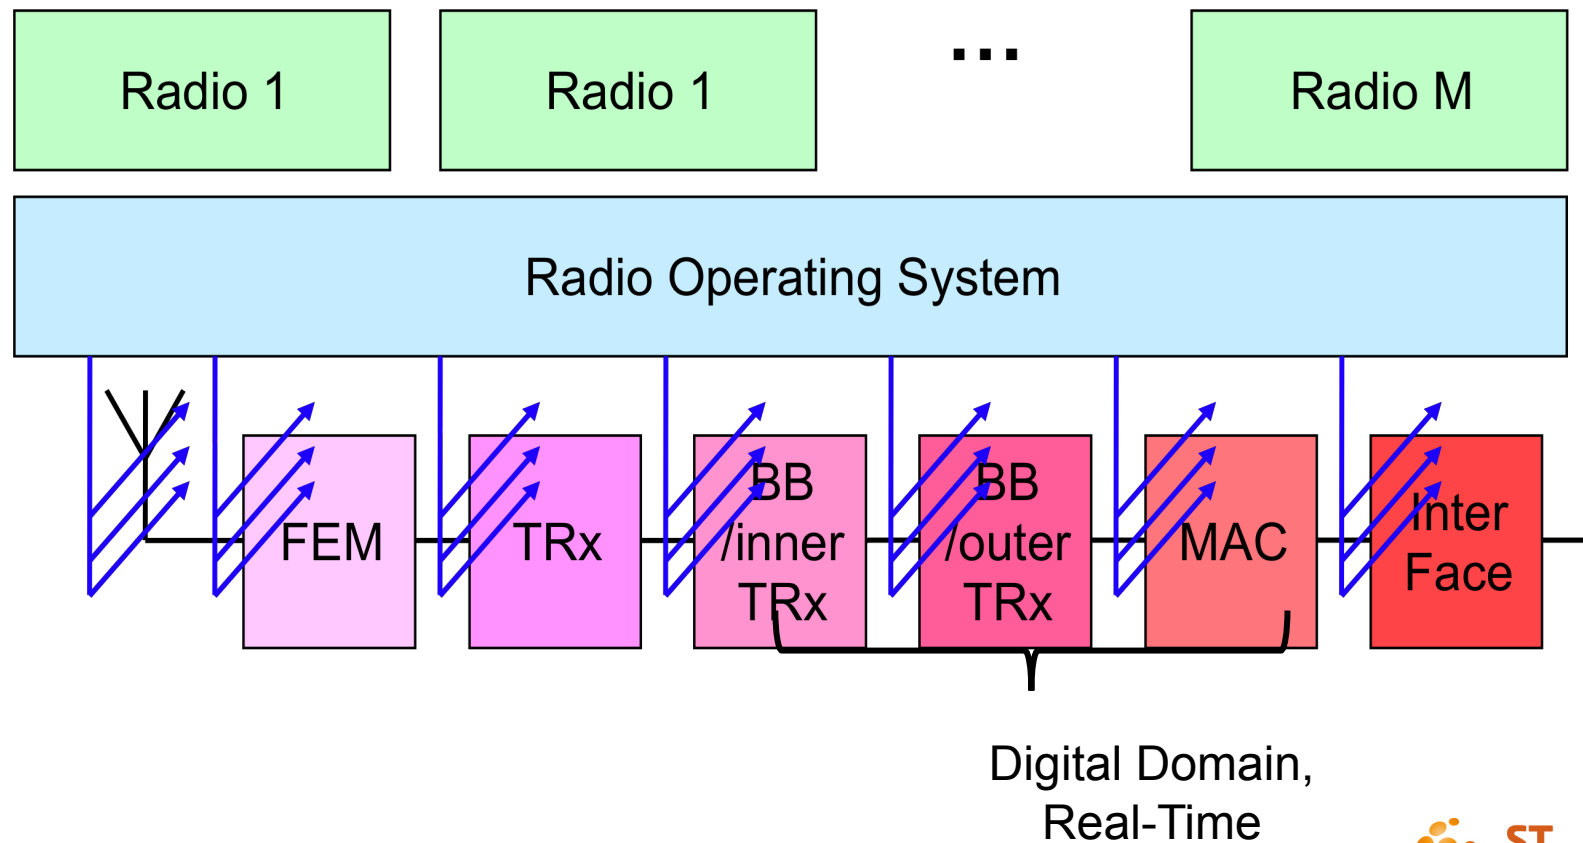 Radio 1
Radio 1
...
Radio M
Radio Operating System
FEM
TRx
BB
/inner
TRx
BB
/outer
TRx
MAC
Inter
Face
Digital Domain,
Real-Time
ST